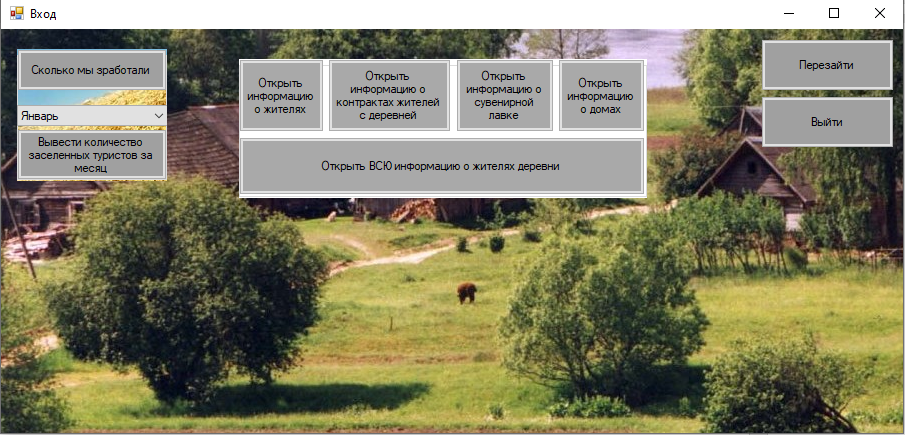 Вход
Сколько мы зработали
Январь
Вывести количество
заселенных туристов за
месяц
Открыть
информацию
о жителях
Открыть
информацию о
контрактах жителей
с деревней
Открыть
информацию о
сувенирной
лавке
Открыть
информацию
о домах
Открыть ВСЮ информацию о жителях деревни
Перезайти
Выйти